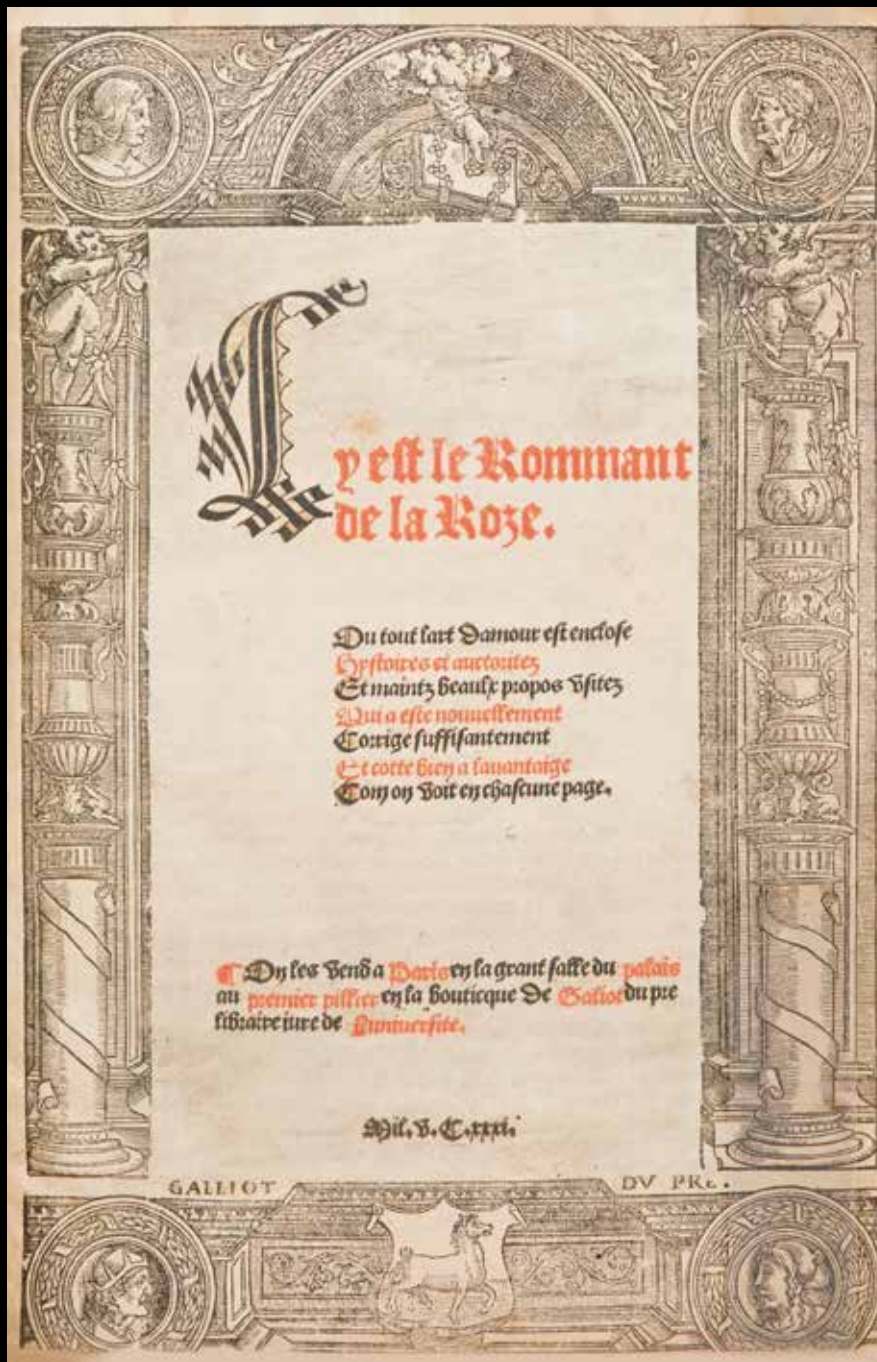 Cy est le Rommant
de la Roze.
Ou tout lart Damour est enclose
Hystoires et auctoritez
Et maintz beaulx propos vsitez
Qui a este nouuellement
Corrige suffisantement
Et cotte bien a lauantaige
Com on voit en chascune page.
¶ On les vend a Paris en la grant salle du palais
au premier pillier en la bouticque De Galiot du pre
libraire iure de Luniuersite.
Mil. v. C. xxxi.
GALLIOT DV PRE.